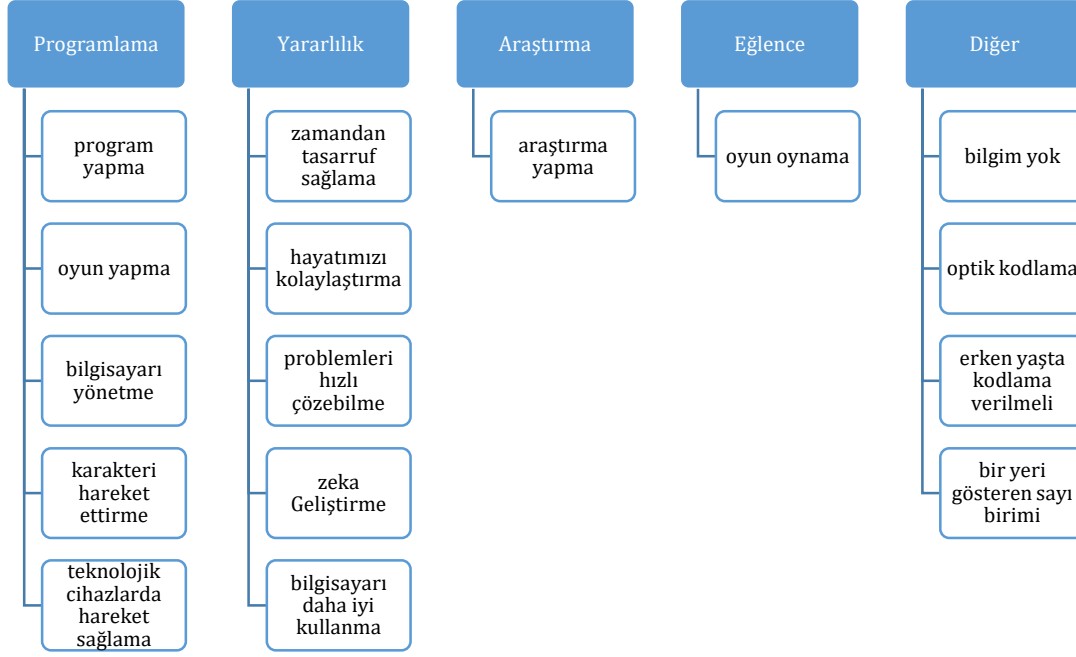 Programlama
program
yapma
oyun yapma
bilgisayarı
yönetme
karakteri
hareket
ettirme
teknolojik
cihazlarda
hareket
sağlama
Yararlılık
zamandan
tasarruf
sağlama
hayatımızı
kolaylaştırma
problemleri
hızlı
çözebilme
zeka
Geliştirme
bilgisayarı
daha iyi
kullanma
Araştırma
araştırma
yapma
Eğlence
oyun oynama
Diğer
bilgim yok
optik kodlama
erken yaşta
kodlama
verilmeli
bir yeri
gösteren sayı
birimi